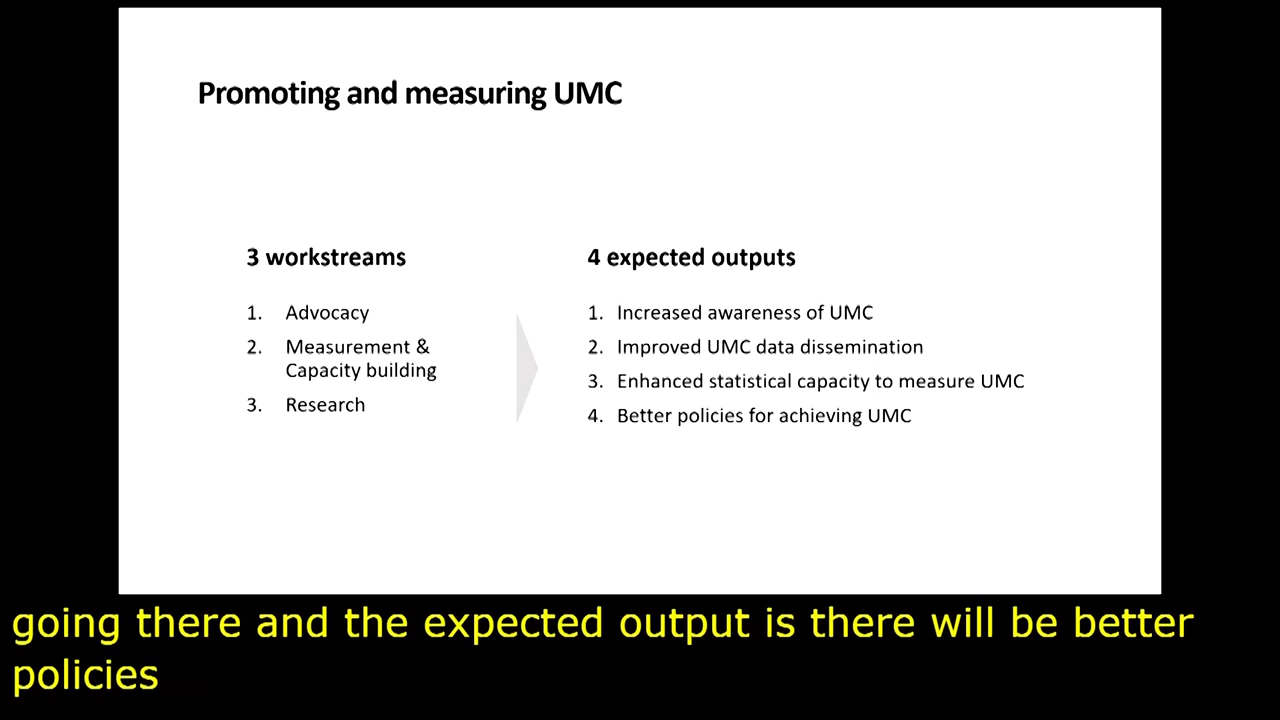 Promoting and measuring UMC
3 workstreams
1. Advocacy
2. Measurement &
Capacity building
3. Research
4 expected outputs
1. Increased awareness of UMC
2. Improved UMC data dissemination
3. Enhanced statistical capacity to measure UMC
4. Better policies for achieving UMC
going there and the expected output is there will be better
policies